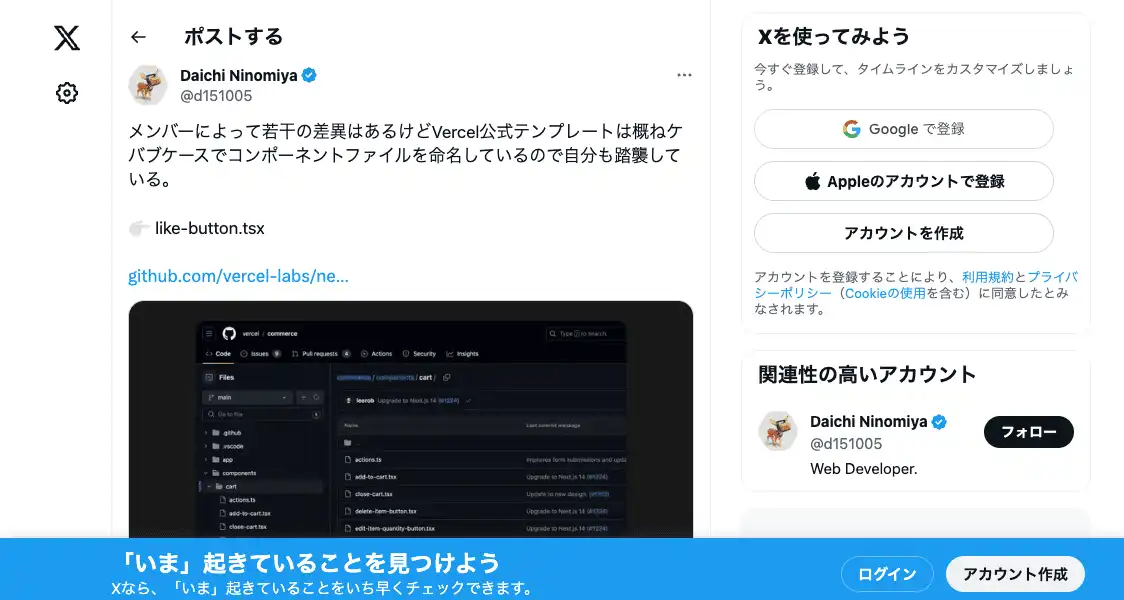 ポストする
Daichi Ninomiya
@d151005
メンバーによって若干の差異はあるけどVercel公式テンプレートは概ねケ
バブケースでコンポーネントファイルを命名しているので自分も踏襲して
いる。
like-button.tsx
github.com/vercel-labs/ne...
vercel / commerce
Type / to search
Code
Issues 9
Pull requests 4
Actions
Security
Insights
Files
main
Go to file
.github
.vscode
app
components
cart
actions.ts
add-to-cart.tsx
close-cart.tsx
commerce / components / cart /
leerob Upgrade to Next.js 14 (#1224)
Name
Last commit message
..
actions.ts
Improves form submissions and upda
add-to-cart.tsx
Upgrade to Next.js 14 (#1224)
close-cart.tsx
Update to new design.
delete-item-button.tsx
Upgrade to Next.js 14 (#1224)
edit-item-quantity-button.tsx
Upgrade to Next.js 14 (#1224)
Xを使ってみよう
今すぐ登録して、タイムラインをカスタマイズしましょ
う。
Google で登録
Appleのアカウントで登録
アカウントを作成
アカウントを登録することにより、利用規約とプライバ
シーポリシー（Cookieの使用を含む）に同意したとみ
なされます。
関連性の高いアカウント
Daichi Ninomiya
@d151005
フォロー
Web Developer.
「いま」起きていることを見つけよう
Xなら、「いま」起きていることをいち早くチェックできます。
ログイン
アカウント作成